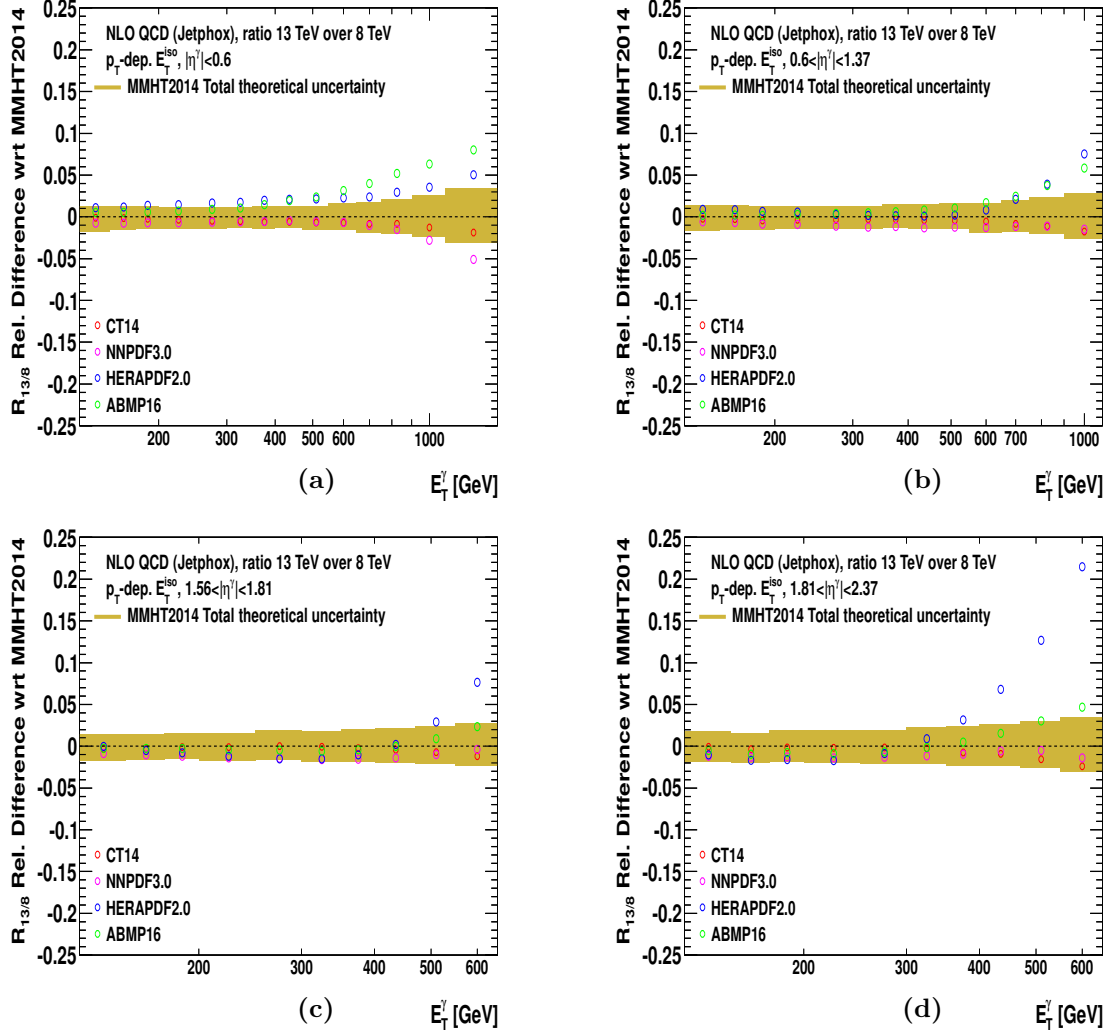 NLO QCD (Jetphox), ratio 13 TeV over 8 TeV
p_T-dep. E_T^iso, |η^γ|<0.6
MMHT2014 Total theoretical uncertainty
R_13/8 Rel. Difference wrt MMHT2014
0.25
0.2
0.15
0.1
0.05
0
-0.05
-0.1
-0.15
-0.2
-0.25
CT14
NNPDF3.0
HERAPDF2.0
ABMP16
200 300 400 500 600 1000
E_T^γ [GeV]
(a)
NLO QCD (Jetphox), ratio 13 TeV over 8 TeV
p_T-dep. E_T^iso, 0.6<|η^γ|<1.37
MMHT2014 Total theoretical uncertainty
R_13/8 Rel. Difference wrt MMHT2014
0.25
0.2
0.15
0.1
0.05
0
-0.05
-0.1
-0.15
-0.2
-0.25
CT14
NNPDF3.0
HERAPDF2.0
ABMP16
200 300 400 500 600 700 1000
E_T^γ [GeV]
(b)
NLO QCD (Jetphox), ratio 13 TeV over 8 TeV
p_T-dep. E_T^iso, 1.56<|η^γ|<1.81
MMHT2014 Total theoretical uncertainty
R_13/8 Rel. Difference wrt MMHT2014
0.25
0.2
0.15
0.1
0.05
0
-0.05
-0.1
-0.15
-0.2
-0.25
CT14
NNPDF3.0
HERAPDF2.0
ABMP16
200 300 400 500 600
E_T^γ [GeV]
(c)
NLO QCD (Jetphox), ratio 13 TeV over 8 TeV
p_T-dep. E_T^iso, 1.81<|η^γ|<2.37
MMHT2014 Total theoretical uncertainty
R_13/8 Rel. Difference wrt MMHT2014
0.25
0.2
0.15
0.1
0.05
0
-0.05
-0.1
-0.15
-0.2
-0.25
CT14
NNPDF3.0
HERAPDF2.0
ABMP16
200 300 400 500 600
E_T^γ [GeV]
(d)